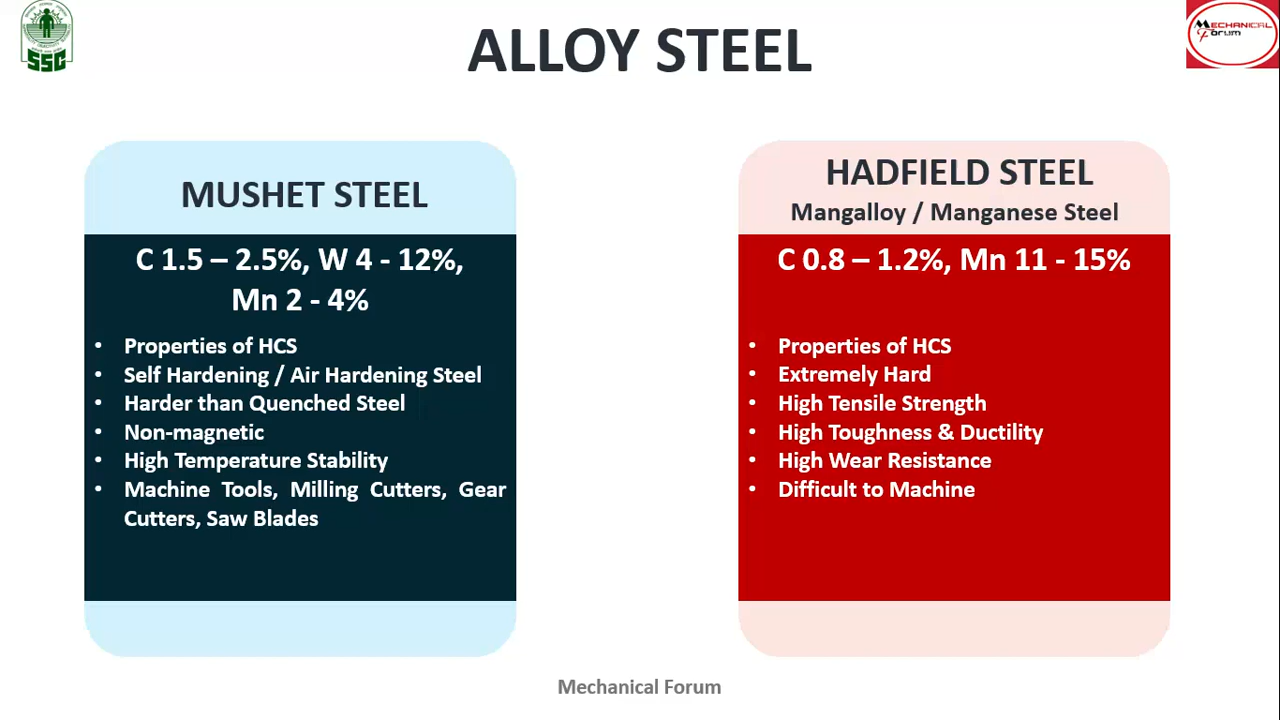 SSC
MECHANICAL
Forum
ALLOY STEEL
MUSHET STEEL
C 1.5 – 2.5%, W 4 - 12%,
Mn 2 - 4%
• Properties of HCS
• Self Hardening / Air Hardening Steel
• Harder than Quenched Steel
• Non-magnetic
• High Temperature Stability
• Machine Tools, Milling Cutters, Gear
Cutters, Saw Blades
HADFIELD STEEL
Mangalloy / Manganese Steel
C 0.8 – 1.2%, Mn 11 - 15%
• Properties of HCS
• Extremely Hard
• High Tensile Strength
• High Toughness & Ductility
• High Wear Resistance
• Difficult to Machine
Mechanical Forum